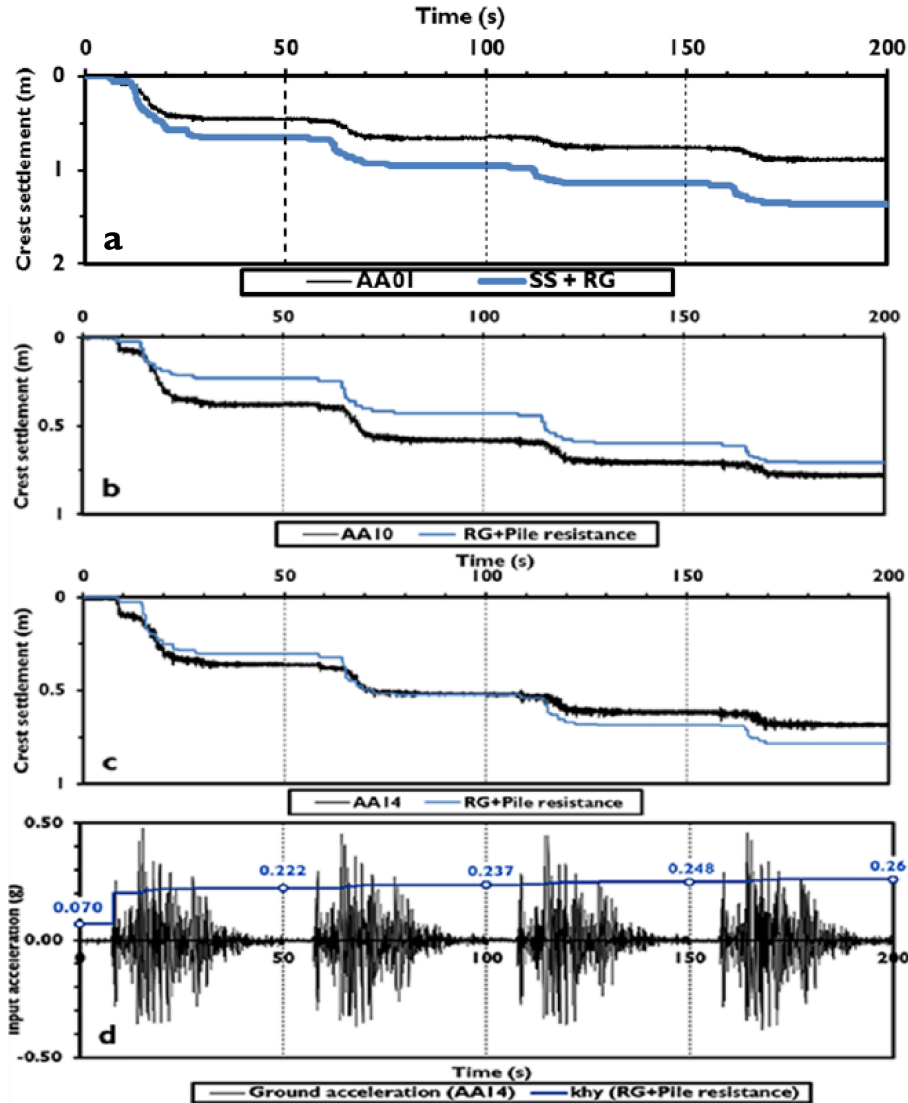 Time (s)
0 50 100 150 200
0
1
2
Crest settlement (m)
a
AA01 SS + RG
0 50 100 150 200
0
0.5
1
Crest settlement (m)
b
AA10 RG+Pile resistance
Time (s)
0 50 100 150 200
0
0.5
1
Crest settlement (m)
c
AA14 RG+Pile resistance
0.50
0.00
-0.50
Input acceleration (g)
0.070 0.222 0.237 0.248 0.26
0 50 100 150 200
d
Time (s)
Ground acceleration (AA14) khy (RG+Pile resistance)